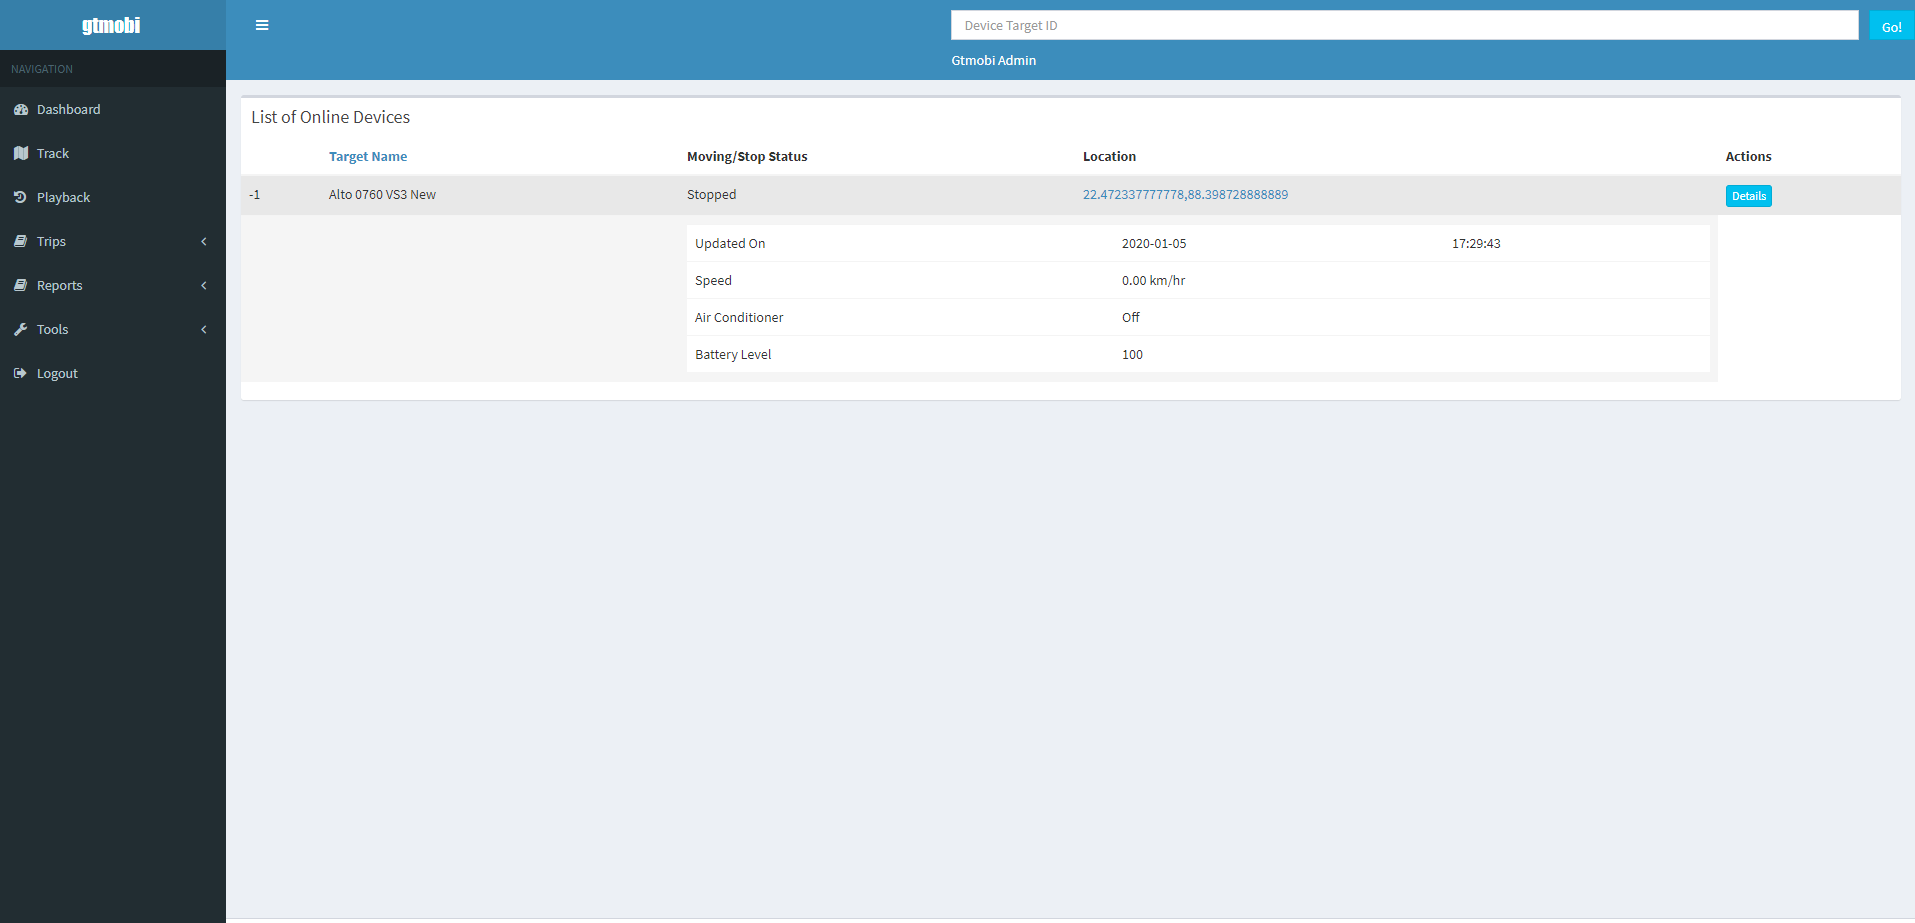 gtmobi
Go!
Device Target ID
Gtmobi Admin
NAVIGATION
Dashboard
Track
Playback
Trips
Reports
Tools
Logout
List of Online Devices
Target Name Moving/Stop Status Location Actions
-1 Alto 0760 VS3 New Stopped 22.472337777778,88.398728888889 Details
Updated On 2020-01-05 17:29:43
Speed 0.00 km/hr
Air Conditioner Off
Battery Level 100